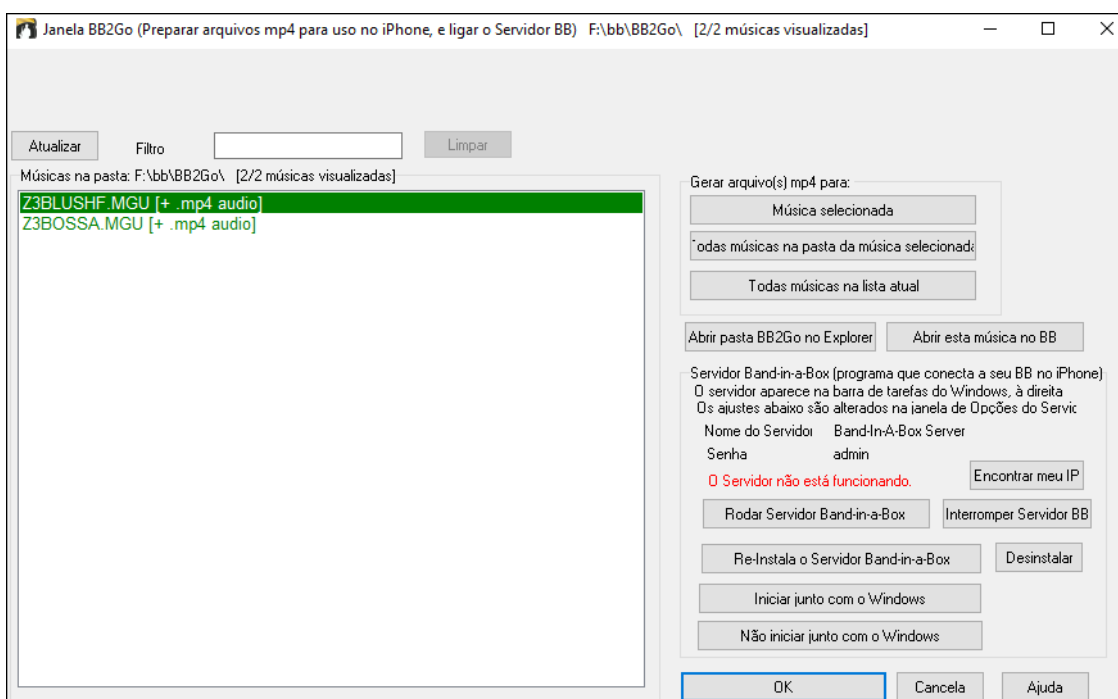 Janela BB2Go (Preparar arquivos mp4 para uso no iPhone, e ligar o Servidor BB) F:\bb\BB2Go\ [2/2 músicas visualizadas]
Atualizar Filtro Limpar
Músicas na pasta: F:\bb\BB2Go\ [2/2 músicas visualizadas]
Z3BLUSHF.MGU [+ .mp4 audio]
Z3BOSSA.MGU [+ .mp4 audio]
Gerar arquivo(s) mp4 para:
Música selecionada
odas músicas na pasta da música selecionada
Todas músicas na lista atual
Abrir pasta BB2Go no Explorer Abrir esta música no BB
Servidor Band-in-a-Box (programa que conecta a seu BB no iPhone)
O servidor aparece na barra de tarefas do Windows, à direita
Os ajustes abaixo são alterados na janela de Opções do Servic
Nome do Servidor Band-In-A-Box Server
Senha admin
O Servidor não está funcionando. Encontrar meu IP
Rodar Servidor Band-in-a-Box Interromper Servidor BB
Re-Instala o Servidor Band-in-a-Box Desinstalar
Iniciar junto com o Windows
Não iniciar junto com o Windows
OK Cancela Ajuda